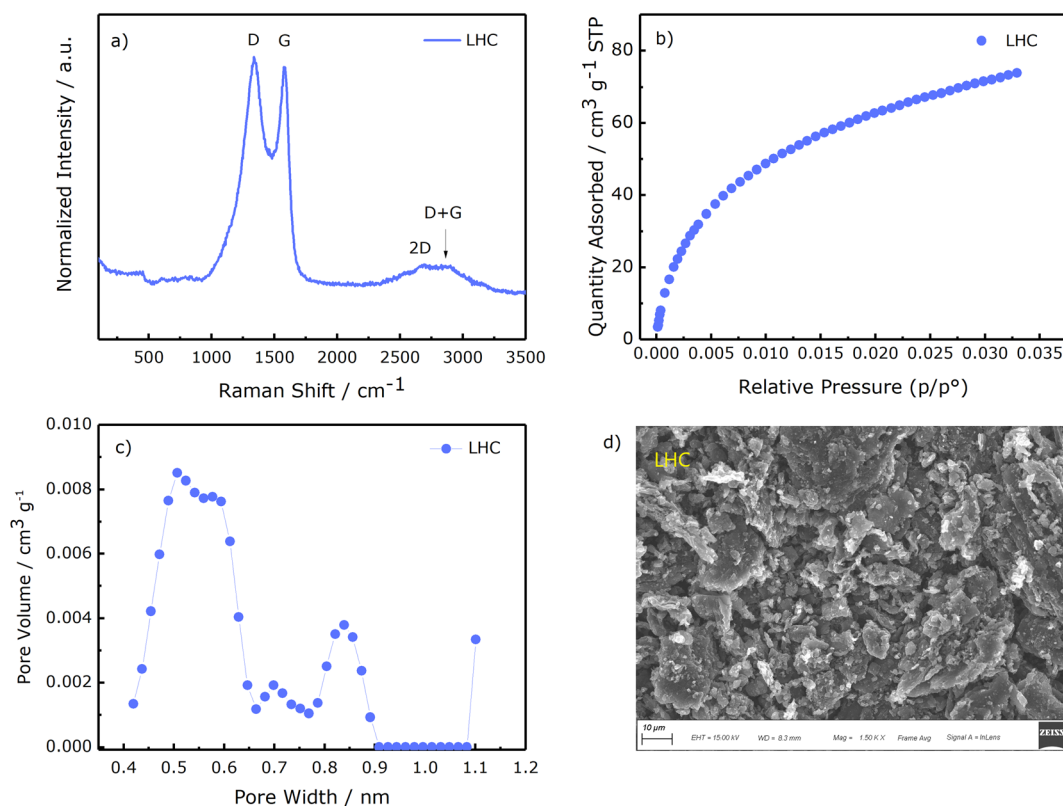 a)
D G
LHC
D+G
2D
Normalized Intensity / a.u.
500 1000 1500 2000 2500 3000 3500
Raman Shift / cm⁻¹
b)
LHC
Quantity Adsorbed / cm³ g⁻¹ STP
80
60
40
20
0
0.000 0.005 0.010 0.015 0.020 0.025 0.030 0.035
Relative Pressure (p/p°)
c)
LHC
Pore Volume / cm³ g⁻¹
0.010
0.008
0.006
0.004
0.002
0.000
0.4 0.5 0.6 0.7 0.8 0.9 1.0 1.1 1.2
Pore Width / nm
d)
LHC
10 µm
EHT = 15.00 kV WD = 8.3 mm Mag = 1.50 K X Frame Avg Signal A = InLens
ZEISS